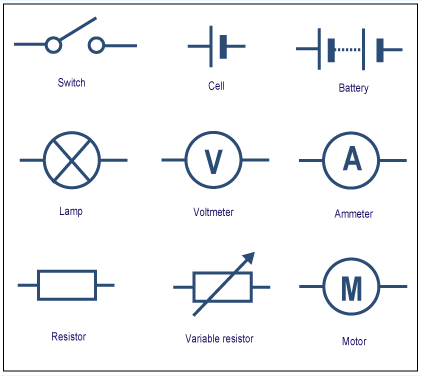 Switch
Cell
Battery
V
A
Lamp
Voltmeter
Ammeter
M
Resistor
Variable resistor
Motor